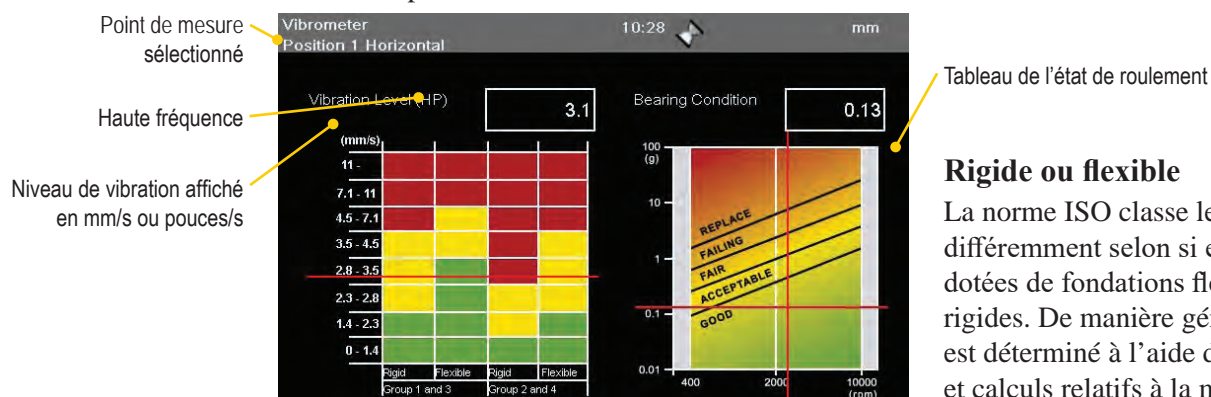 Point de mesure
sélectionné
Haute fréquence
Niveau de vibration affiché
en mm/s ou pouces/s
Vibrometer
Position 1 Horizontal
10:28
mm
Vibration Level (HP)
3.1
(mm/s)
11 -
7.1 - 11
4.5 - 7.1
3.5 - 4.5
2.8 - 3.5
2.3 - 2.8
1.4 - 2.3
0 - 1.4
Rigid Flexible Rigid Flexible
Group 1 and 3 Group 2 and 4
Bearing Condition
0.13
100
(g)
10
1
0.1
0.01
REPLACE
FAILING
FAIR
ACCEPTABLE
GOOD
400 2000 10000
(rpm)
Tableau de l'état de roulement
Rigide ou flexible
La norme ISO classe
différemment selon si
dotées de fondations
rigides. De manière
est déterminé à l'aide
et calculs relatifs à la